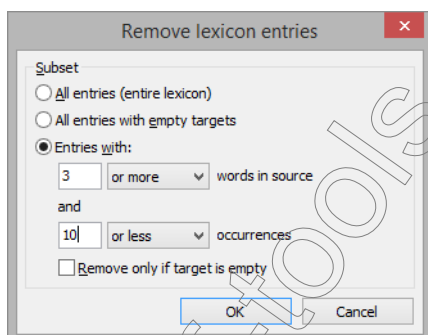 Remove lexicon entries
Subset
All entries (entire lexicon)
All entries with empty targets
Entries with:
3 or more words in source
and
10 or less occurrences
Remove only if target is empty
OK Cancel
tools